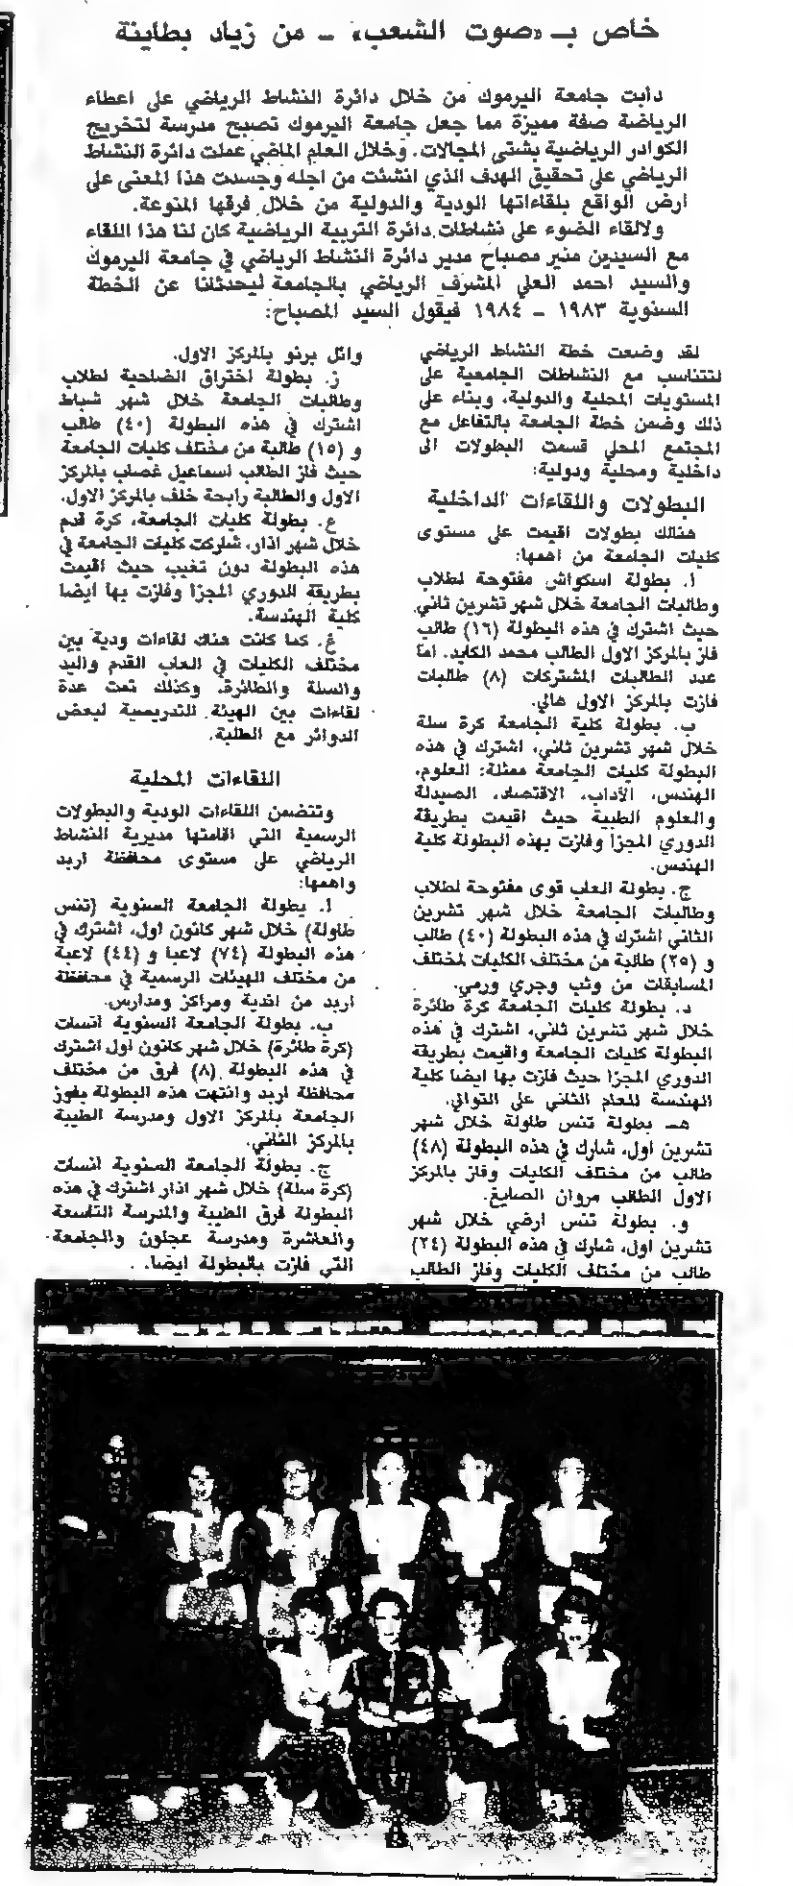 خاص بـ «صوت الشعب» ـ من زياد بطاينة
دأبت جامعة اليرموك من خلال دائرة النشاط الرياضي على اعطاء
الرياضة صفة مميزة مما جعل جامعة اليرموك تصبح مدرسة لتخريج
الكوادر الرياضية بشتى المجالات. وخلال العام الماضي عملت دائرة النشاط
الرياضي على تحقيق الهدف الذي انشئت من اجله وجسدت هذا المعنى على
ارض الواقع بلقاءاتها الودية والدولية من خلال فرقها المنوعة.
ولالقاء الضوء على نشاطات دائرة التربية الرياضية كان لنا هذا اللقاء
مع السيدين منير مصباح مدير دائرة النشاط الرياضي في جامعة اليرموك
والسيد احمد العلي المشرف الرياضي بالجامعة ليحدثانا عن الخطة
السنوية ١٩٨٣ ـ ١٩٨٤ فيقول السيد المصباح:
لقد وضعت خطة النشاط الرياضي
لتتناسب مع النشاطات الجامعية على
المستويات المحلية والدولية، وبناء على
ذلك وضمن خطة الجامعة بالتفاعل مع
المجتمع المحلي قسمت البطولات الى
داخلية ومحلية ودولية:
البطولات واللقاءات الداخلية
هنالك بطولات اقيمت على مستوى
كليات الجامعة من اهمها:
أ. بطولة اسكواش مفتوحة لطلاب
وطالبات الجامعة خلال شهر تشرين ثاني
حيث اشترك في هذه البطولة (١٦) طالب
فاز بالمركز الاول الطالب محمد الكايد. اما
عدد الطالبات المشتركات (٨) طالبات
فازت بالمركز الاول هالي.
ب. بطولة كلية الجامعة كرة سلة
خلال شهر تشرين ثاني، اشترك في هذه
البطولة كليات الجامعة ممثلة: العلوم،
الهندس، الآداب، الاقتصاد، الصيدلة
والعلوم الطبية حيث اقيمت بطريقة
الدوري المجزأ وفازت بهذه البطولة كلية
الهندس.
ج. بطولة العاب قوى مفتوحة لطلاب
وطالبات الجامعة خلال شهر تشرين
الثاني اشترك في هذه البطولة (٤٠) طالب
و (٢٥) طالبة من مختلف الكليات لمختلف
المسابقات من وثب وجري ورمي.
د. بطولة كليات الجامعة كرة طائرة
خلال شهر تشرين ثاني، اشترك في هذه
البطولة كليات الجامعة واقيمت بطريقة
الدوري المجزأ حيث فازت بها ايضا كلية
الهندسة للعام الثاني على التوالي.
هـ بطولة تنس طاولة خلال شهر
تشرين اول، شارك في هذه البطولة (٤٨)
طالب من مختلف الكليات وفاز بالمركز
الاول الطالب مروان الصايغ.
و. بطولة تنس ارضي خلال شهر
تشرين اول، شارك في هذه البطولة (٢٤)
طالب من مختلف الكليات وفاز الطالب
وائل برنو بالمركز الاول.
ز. بطولة اختراق الضاحية لطلاب
وطالبات الجامعة خلال شهر شباط
اشترك في هذه البطولة (٤٠) طالب
و (١٥) طالبة من مختلف كليات الجامعة
حيث فاز الطالب اسماعيل غصاب بالمركز
الاول والطالبة رابحة خلف بالمركز الاول.
ع. بطولة كليات الجامعة، كرة قدم
خلال شهر اذار، شاركت كليات الجامعة في
هذه البطولة دون تغيب حيث اقيمت
بطريقة الدوري المجزأ وفازت بها ايضا
كلية الهندسة.
غ. كما كانت هناك لقاءات ودية بين
مختلف الكليات في العاب القدم واليد
والسلة والطائرة، وكذلك تمت عدة
لقاءات بين الهيئة التدريسية لبعض
الدوائر مع الطلبة.
اللقاءات المحلية
وتتضمن اللقاءات الودية والبطولات
الرسمية التي اقامتها مديرية النشاط
الرياضي على مستوى محافظة اربد
واهمها:
أ. بطولة الجامعة السنوية (تنس
طاولة) خلال شهر كانون اول، اشترك في
هذه البطولة (٧٤) لاعبا و (٤٤) لاعبة
من مختلف الهيئات الرسمية في محافظة
اربد من اندية ومراكز ومدارس.
ب. بطولة الجامعة السنوية آنسات
(كرة طائرة) خلال شهر كانون اول اشترك
في هذه البطولة (٨) فرق من مختلف
محافظة اربد وانتهت هذه البطولة بفوز
الجامعة بالمركز الاول ومدرسة الطيبة
بالمركز الثاني.
ج. بطولة الجامعة السنوية آنسات
(كرة سلة) خلال شهر اذار اشترك في هذه
البطولة فرق الطيبة والمدرسة التاسعة
والعاشرة ومدرسة عجلون والجامعة
التي فازت بالبطولة ايضا.